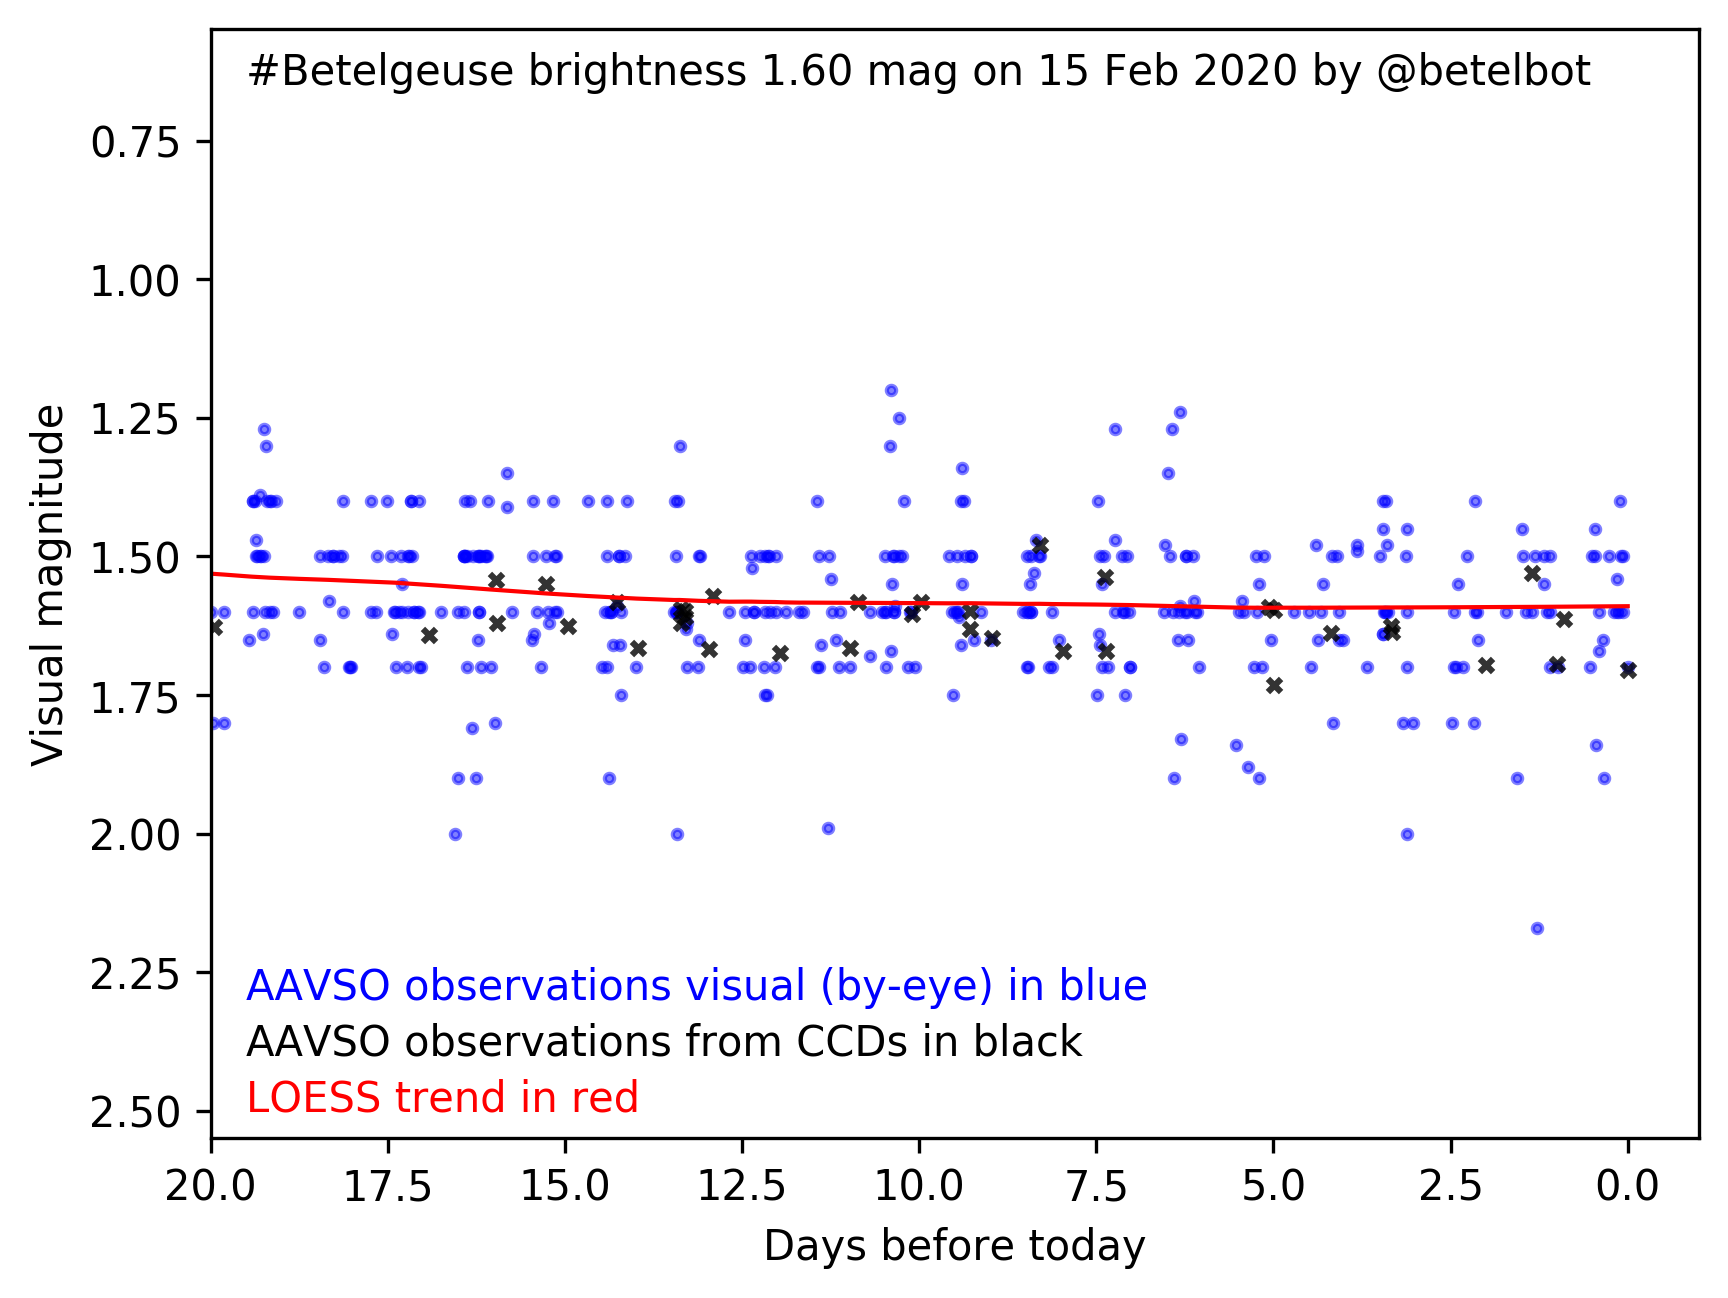 #Betelgeuse brightness 1.60 mag on 15 Feb 2020 by @betelbot
0.75
1.00
1.25
1.50
1.75
2.00
2.25
2.50
Visual magnitude
AAVSO observations visual (by-eye) in blue
AAVSO observations from CCDs in black
LOESS trend in red
20.0 17.5 15.0 12.5 10.0 7.5 5.0 2.5 0.0
Days before today